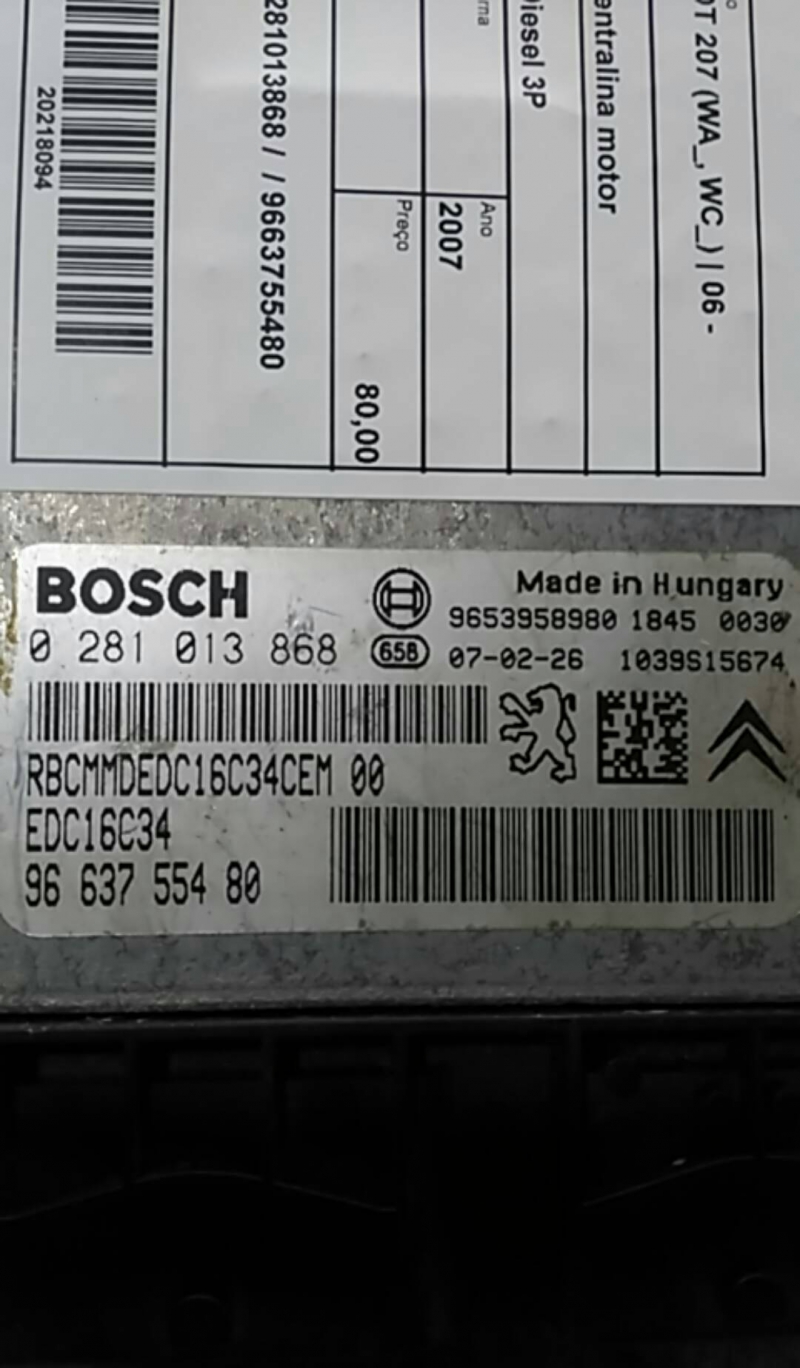 OT 207 (WA_, WC_) | 06 -
entralina motor
Diesel 3P
Ano
2007
Preço
80,00
281013868 / / 9663755480
20218094
BOSCH
Made in Hungary
9653958980 1845 0030
0 281 013 868
658
07-02-26 1039S15674
RBCMMDEDC16C34CEM 00
EDC16C34
96 637 554 80